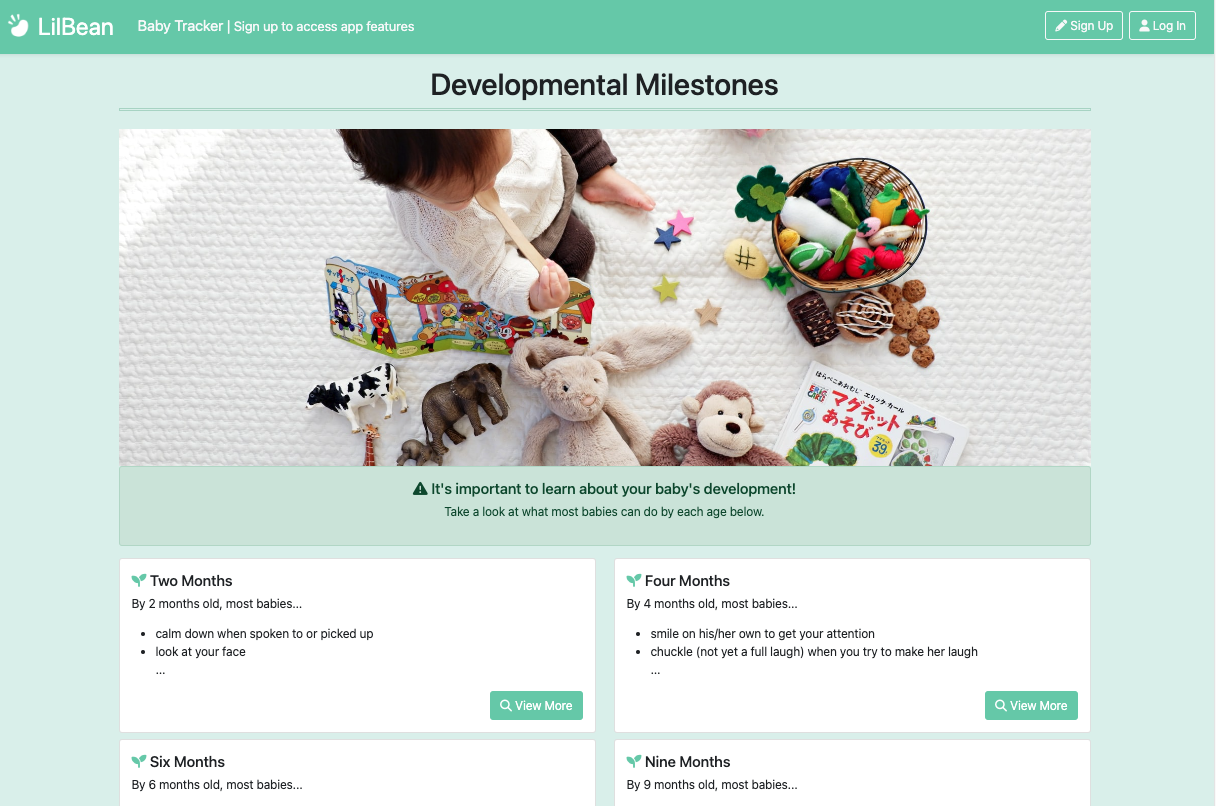 LilBean
Baby Tracker | Sign up to access app features
Sign Up
Log In
Developmental Milestones
はらぺこあおむし エリック カール
ERIC CARLE
マグネット
あそび
39
It's important to learn about your baby's development!
Take a look at what most babies can do by each age below.
Two Months
By 2 months old, most babies...
• calm down when spoken to or picked up
• look at your face
...
View More
Four Months
By 4 months old, most babies...
• smile on his/her own to get your attention
• chuckle (not yet a full laugh) when you try to make her laugh
...
View More
Six Months
By 6 months old, most babies...
Nine Months
By 9 months old, most babies...